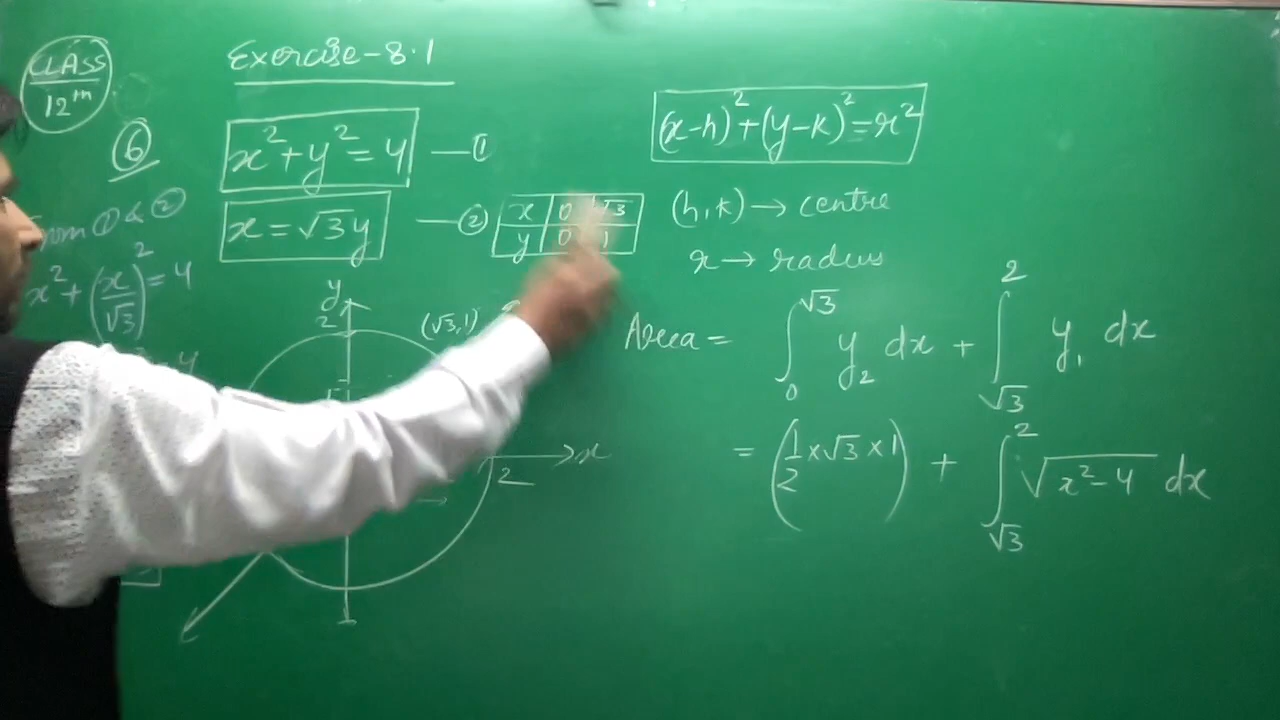 Exercise-8.1
CLASS
12th
6
x² + y² = 4 — ①
x = √3y — ②
x 0 √3
y 0 1
① & ②
x² + (x/√3)² = 4
y
2
(√3, 1)
x
2
(x-h)² + (y-k)² = r²
(h, k) → centre
r → radius
Area = ∫₀^√3 y₂ dx + ∫_√3^2 y₁ dx
= (1/2 × √3 × 1) + ∫_√3^2 √(x² - 4) dx